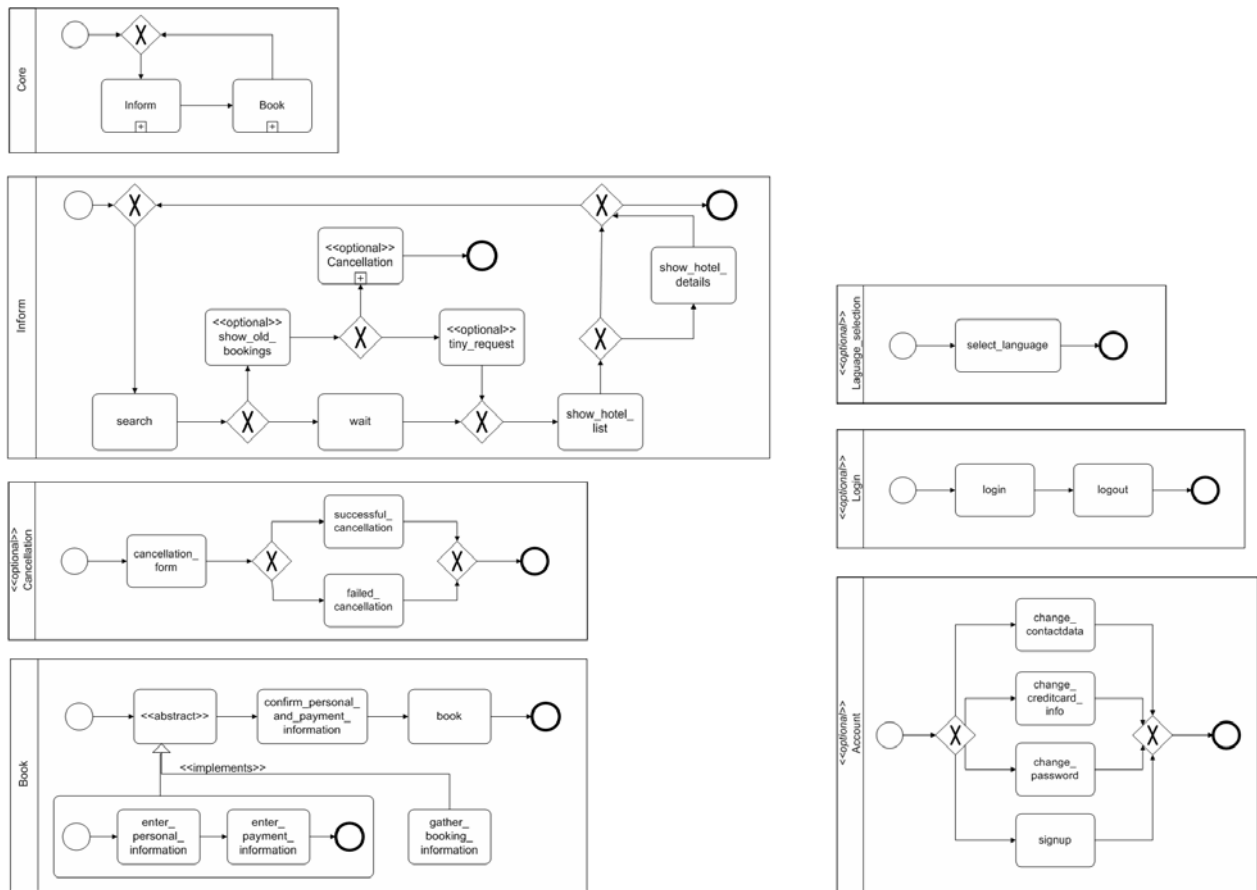 Core
Inform
Book
Inform
<<optional>>
Cancellation
show_hotel_
details
<<optional>>
show_old_
bookings
<<optional>>
tiny_request
search
wait
show_hotel_
list
<<optional>>
Cancellation
cancellation_
form
successful_
cancellation
failed_
cancellation
Book
<<abstract>>
confirm_personal_
and_payment_
information
book
<<implements>>
enter_
personal_
information
enter_
payment_
information
gather_
booking_
information
<<optional>>
Laguage_selection
select_language
<<optional>>
Login
login
logout
<<optional>>
Account
change_
contactdata
change_
creditcard_
info
change_
password
signup